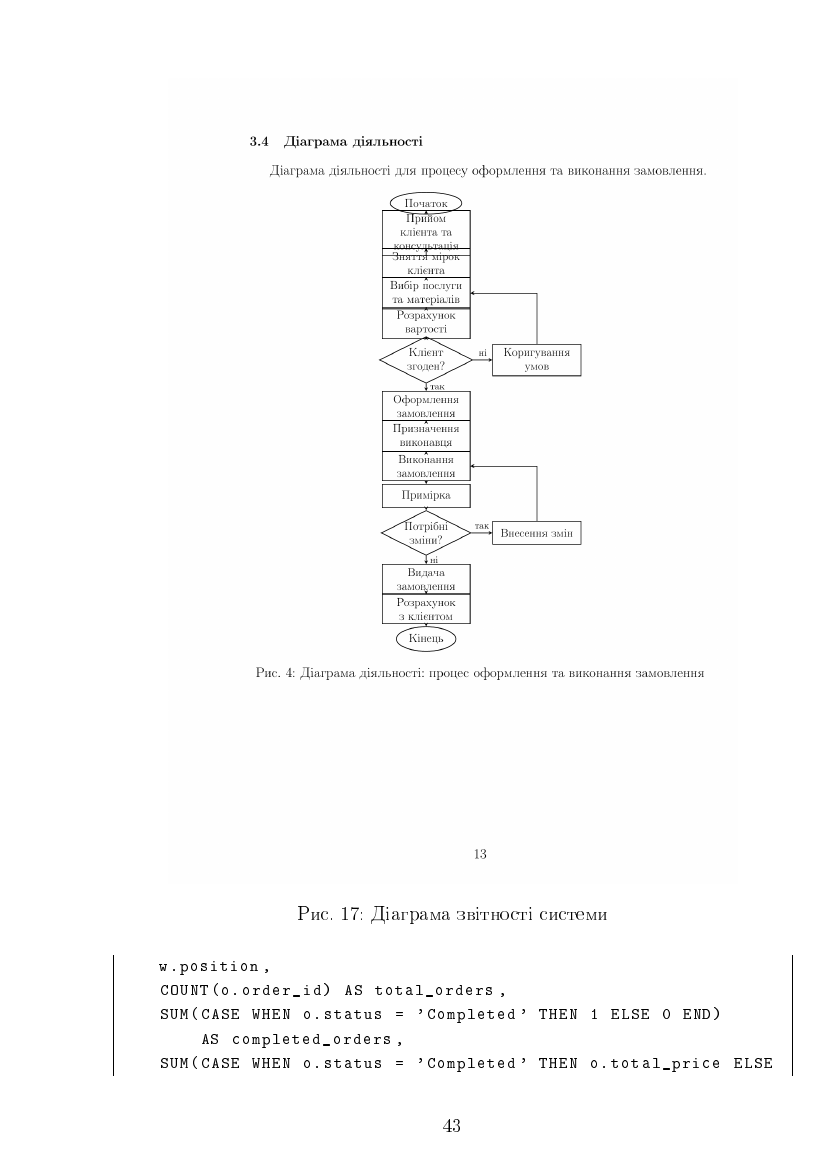 3.4 Діаграма діяльності
Діаграма діяльності для процесу оформлення та виконання замовлення.
Початок
Прийом
клієнта та
консультація
Зняття мірок
клієнта
Вибір послуги
та матеріалів
Розрахунок
вартості
Клієнт
згоден?
ні
Коригування
умов
так
Оформлення
замовлення
Призначення
виконавця
Виконання
замовлення
Примірка
Потрібні
зміни?
так
Внесення змін
ні
Видача
замовлення
Розрахунок
з клієнтом
Кінець
Рис. 4: Діаграма діяльності: процес оформлення та виконання замовлення
13
Рис. 17: Діаграма звітності системи
w.position,
COUNT(o.order_id) AS total_orders,
SUM(CASE WHEN o.status = 'Completed' THEN 1 ELSE 0 END)
AS completed_orders,
SUM(CASE WHEN o.status = 'Completed' THEN o.total_price ELSE
43